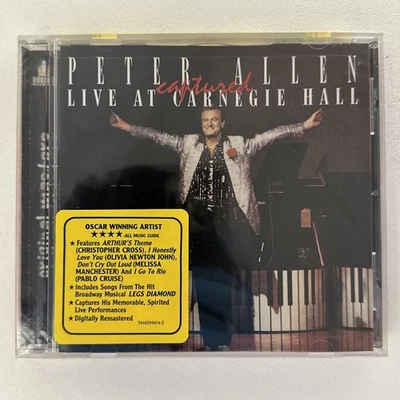 PETER ALLEN
captured
LIVE AT CARNEGIE HALL
original masters
OSCAR WINNING ARTIST
★★★★-ALL MUSIC GUIDE
★ Features ARTHUR'S Theme
(CHRISTOPHER CROSS), I Honestly
Love You (OLIVIA NEWTON JOHN),
Don't Cry Out Loud (MELISSA
MANCHESTER) And I Go To Rio
(PABLO CRUISE)
★ Includes Songs From The Hit
Broadway Musical LEGS DIAMOND
★ Captures His Memorable, Spirited
Live Performances
★ Digitally Remastered
7446599654-2